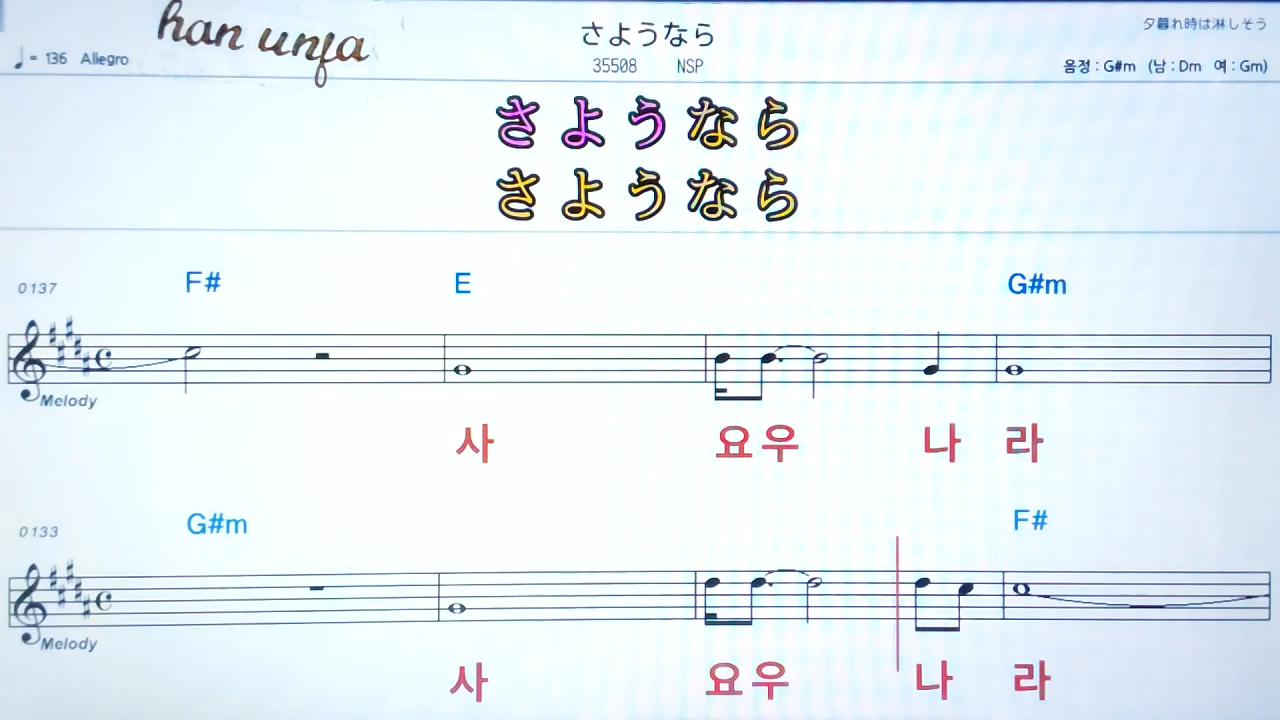 han unja
さようなら
夕暮れ時は淋しそう
♩= 136 Allegro
35508 NSP
음정 : G#m (남 : Dm 여 : Gm)
さようなら
さようなら
0137 F# E G#m
Melody
사 요우 나 라
0133 G#m F#
Melody
사 요우 나 라